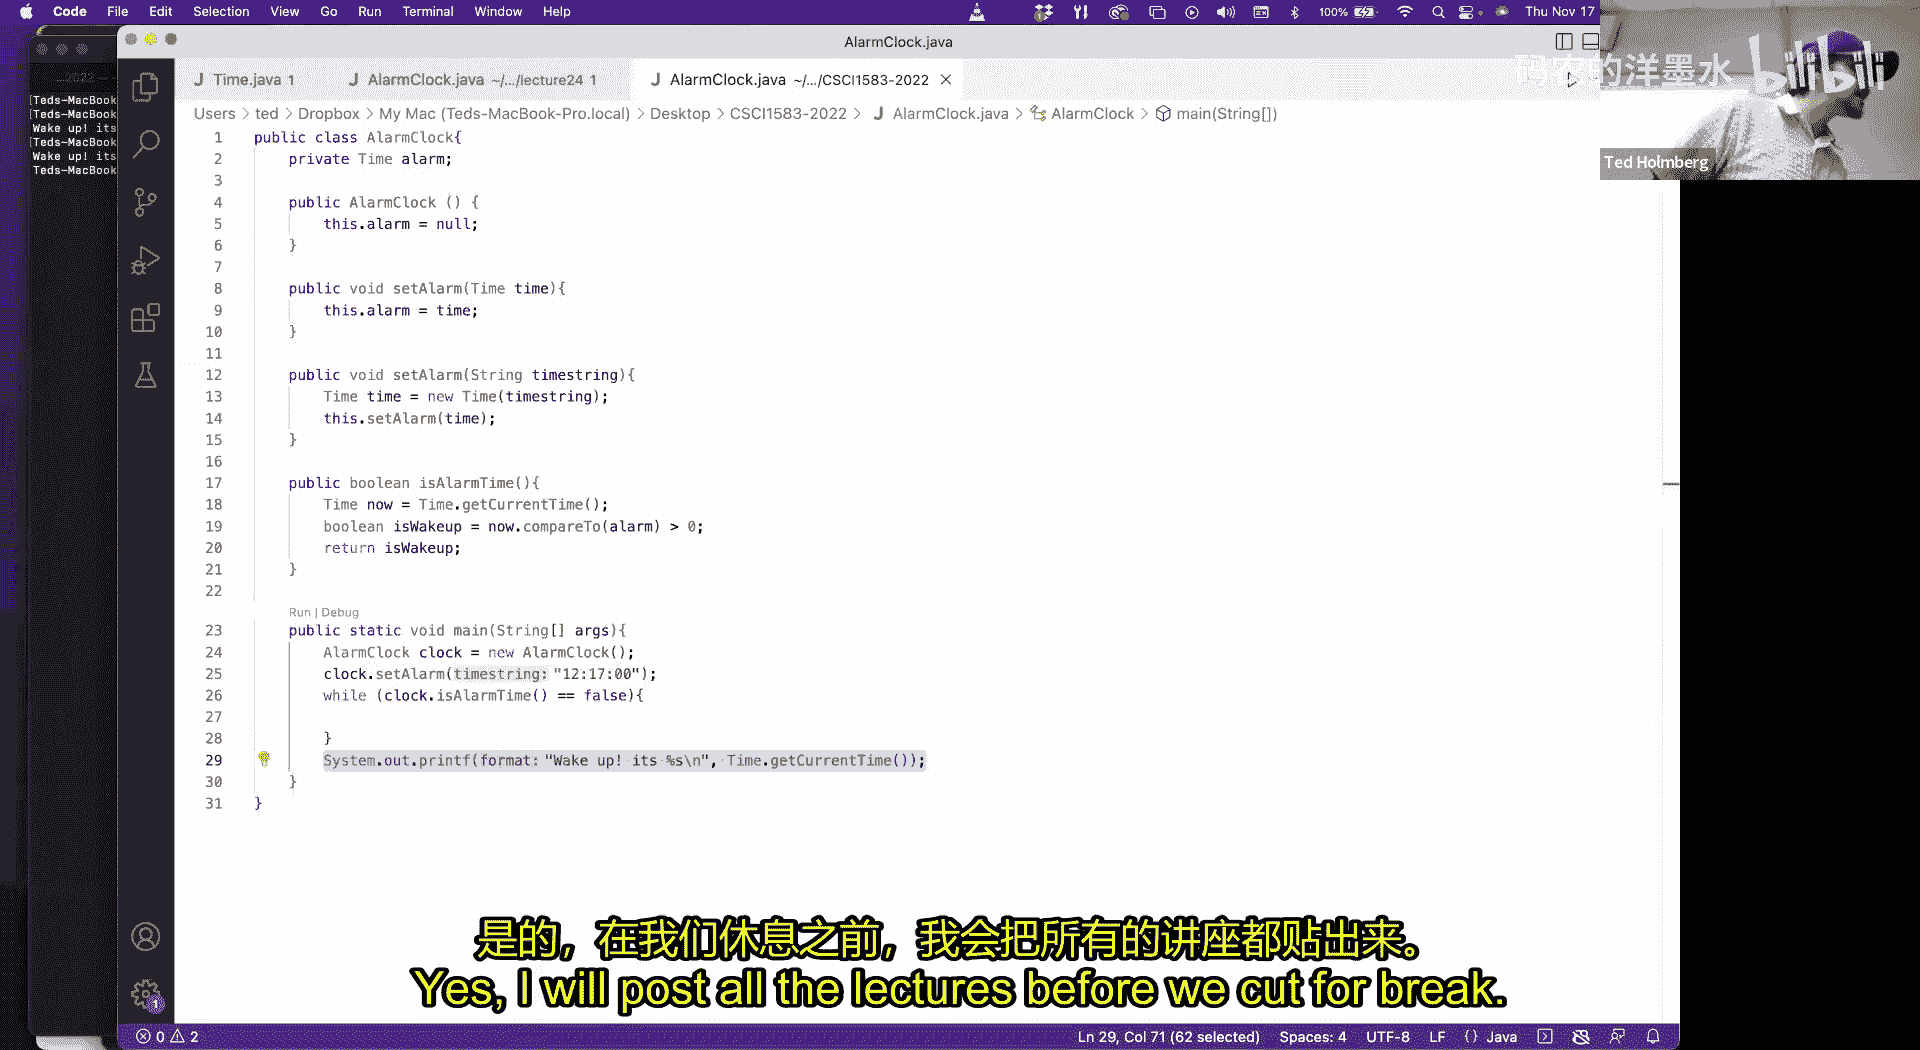 Code File Edit Selection View Go Run Terminal Window Help 100% Thu Nov 17
AlarmClock.java
码农的洋墨水 bilibili
Ted Holmberg
...2022 —
Time.java 1 AlarmClock.java ~/.../lecture24 1 AlarmClock.java ~/.../CSCI1583-2022
[Teds-MacBook
[Teds-MacBook
Wake up! its
[Teds-MacBook
Wake up! its
Teds-MacBook
Users > ted > Dropbox > My Mac (Teds-MacBook-Pro.local) > Desktop > CSCI1583-2022 > J AlarmClock.java > AlarmClock > main(String[])
1 public class AlarmClock{
2 private Time alarm;
3
4 public AlarmClock () {
5 this.alarm = null;
6 }
7
8 public void setAlarm(Time time){
9 this.alarm = time;
10 }
11
12 public void setAlarm(String timestring){
13 Time time = new Time(timestring);
14 this.setAlarm(time);
15 }
16
17 public boolean isAlarmTime(){
18 Time now = Time.getCurrentTime();
19 boolean isWakeup = now.compareTo(alarm) > 0;
20 return isWakeup;
21 }
22
Run | Debug
23 public static void main(String[] args){
24 AlarmClock clock = new AlarmClock();
25 clock.setAlarm(timestring: "12:17:00");
26 while (clock.isAlarmTime() == false){
27
28 }
29 System.out.printf(format: "Wake up! its %s\n", Time.getCurrentTime());
30 }
31 }
是的，在我们休息之前，我会把所有的讲座都贴出来。
Yes, I will post all the lectures before we cut for break.
1
0 2 Ln 29, Col 71 (62 selected) Spaces: 4 UTF-8 LF {} Java